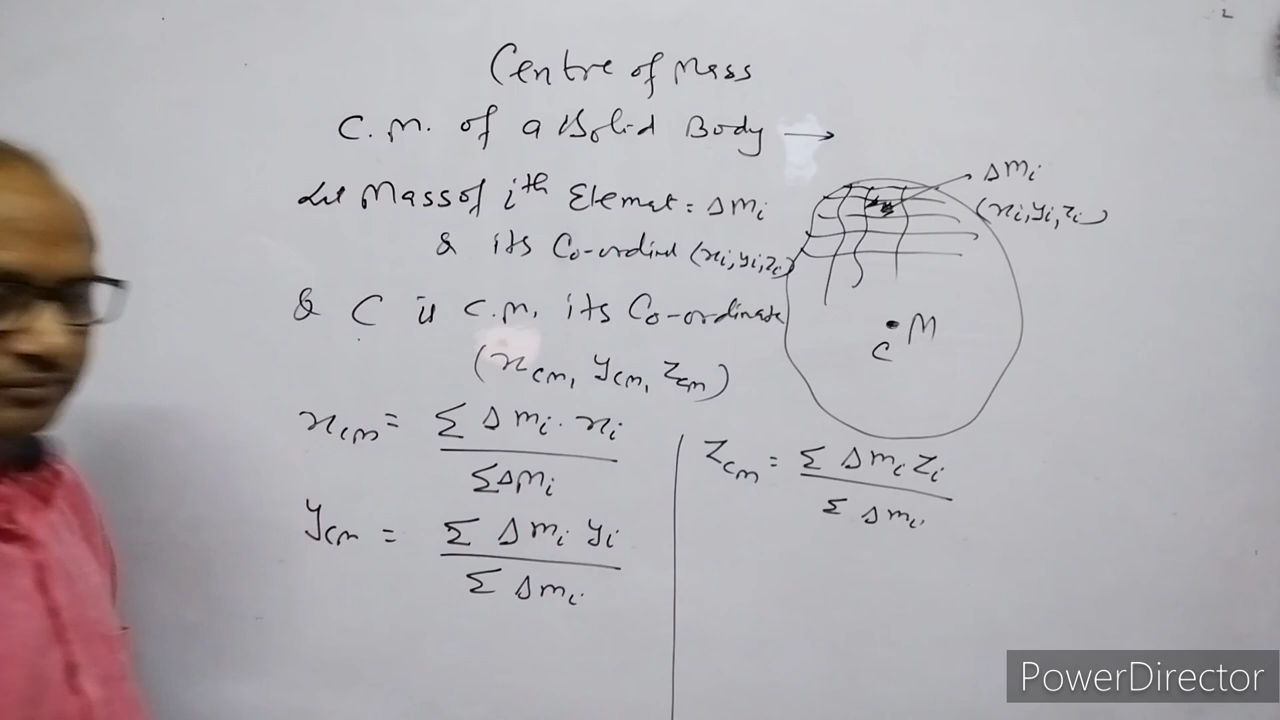 Centre of Mass
C.M. of a Solid Body →
Let Mass of ith Element = Δmi
& its Co-ordinate (xi, yi, zi)
& C is C.M. its Co-ordinate
(xcm, ycm, zcm)
xcm = Σ Δmi · xi / ΣΔmi
ycm = Σ Δmi yi / Σ Δmi
zcm = Σ Δmi zi / Σ Δmi
Δmi
(xi, yi, zi)
M
C
PowerDirector